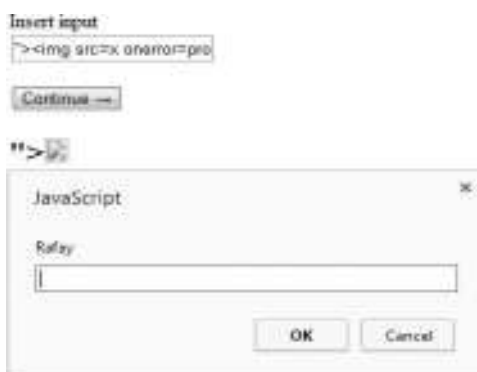 Insert input
"><img src=x onerror=pro
Continue →
">
JavaScript
×
Rafay
OK
Cancel